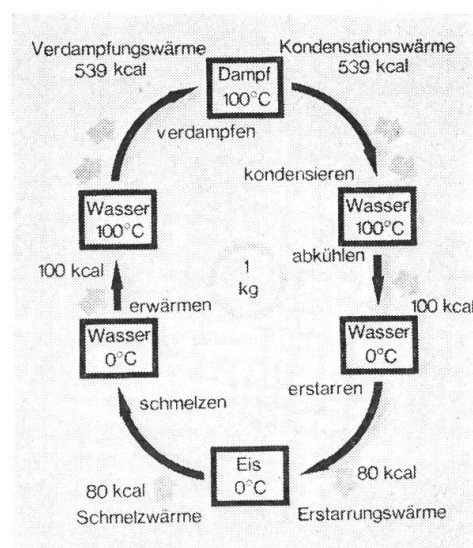 Verdampfungswärme
539 kcal
Kondensationswärme
539 kcal
Dampf
100°C
verdampfen
kondensieren
Wasser
100°C
Wasser
100°C
abkühlen
100 kcal
1
kg
100 kcal
erwärmen
Wasser
0°C
Wasser
0°C
schmelzen
erstarren
Eis
0°C
80 kcal
Schmelzwärme
80 kcal
Erstarrungswärme